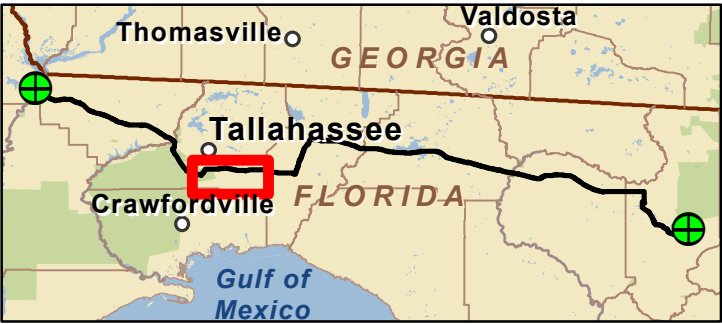 Valdosta
Thomasville
GEORGIA
Tallahassee
FLORIDA
Crawfordville
Gulf of
Mexico